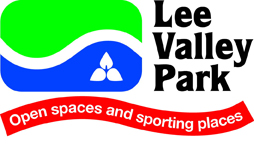 Lee
Valley
Park
Open spaces and sporting places